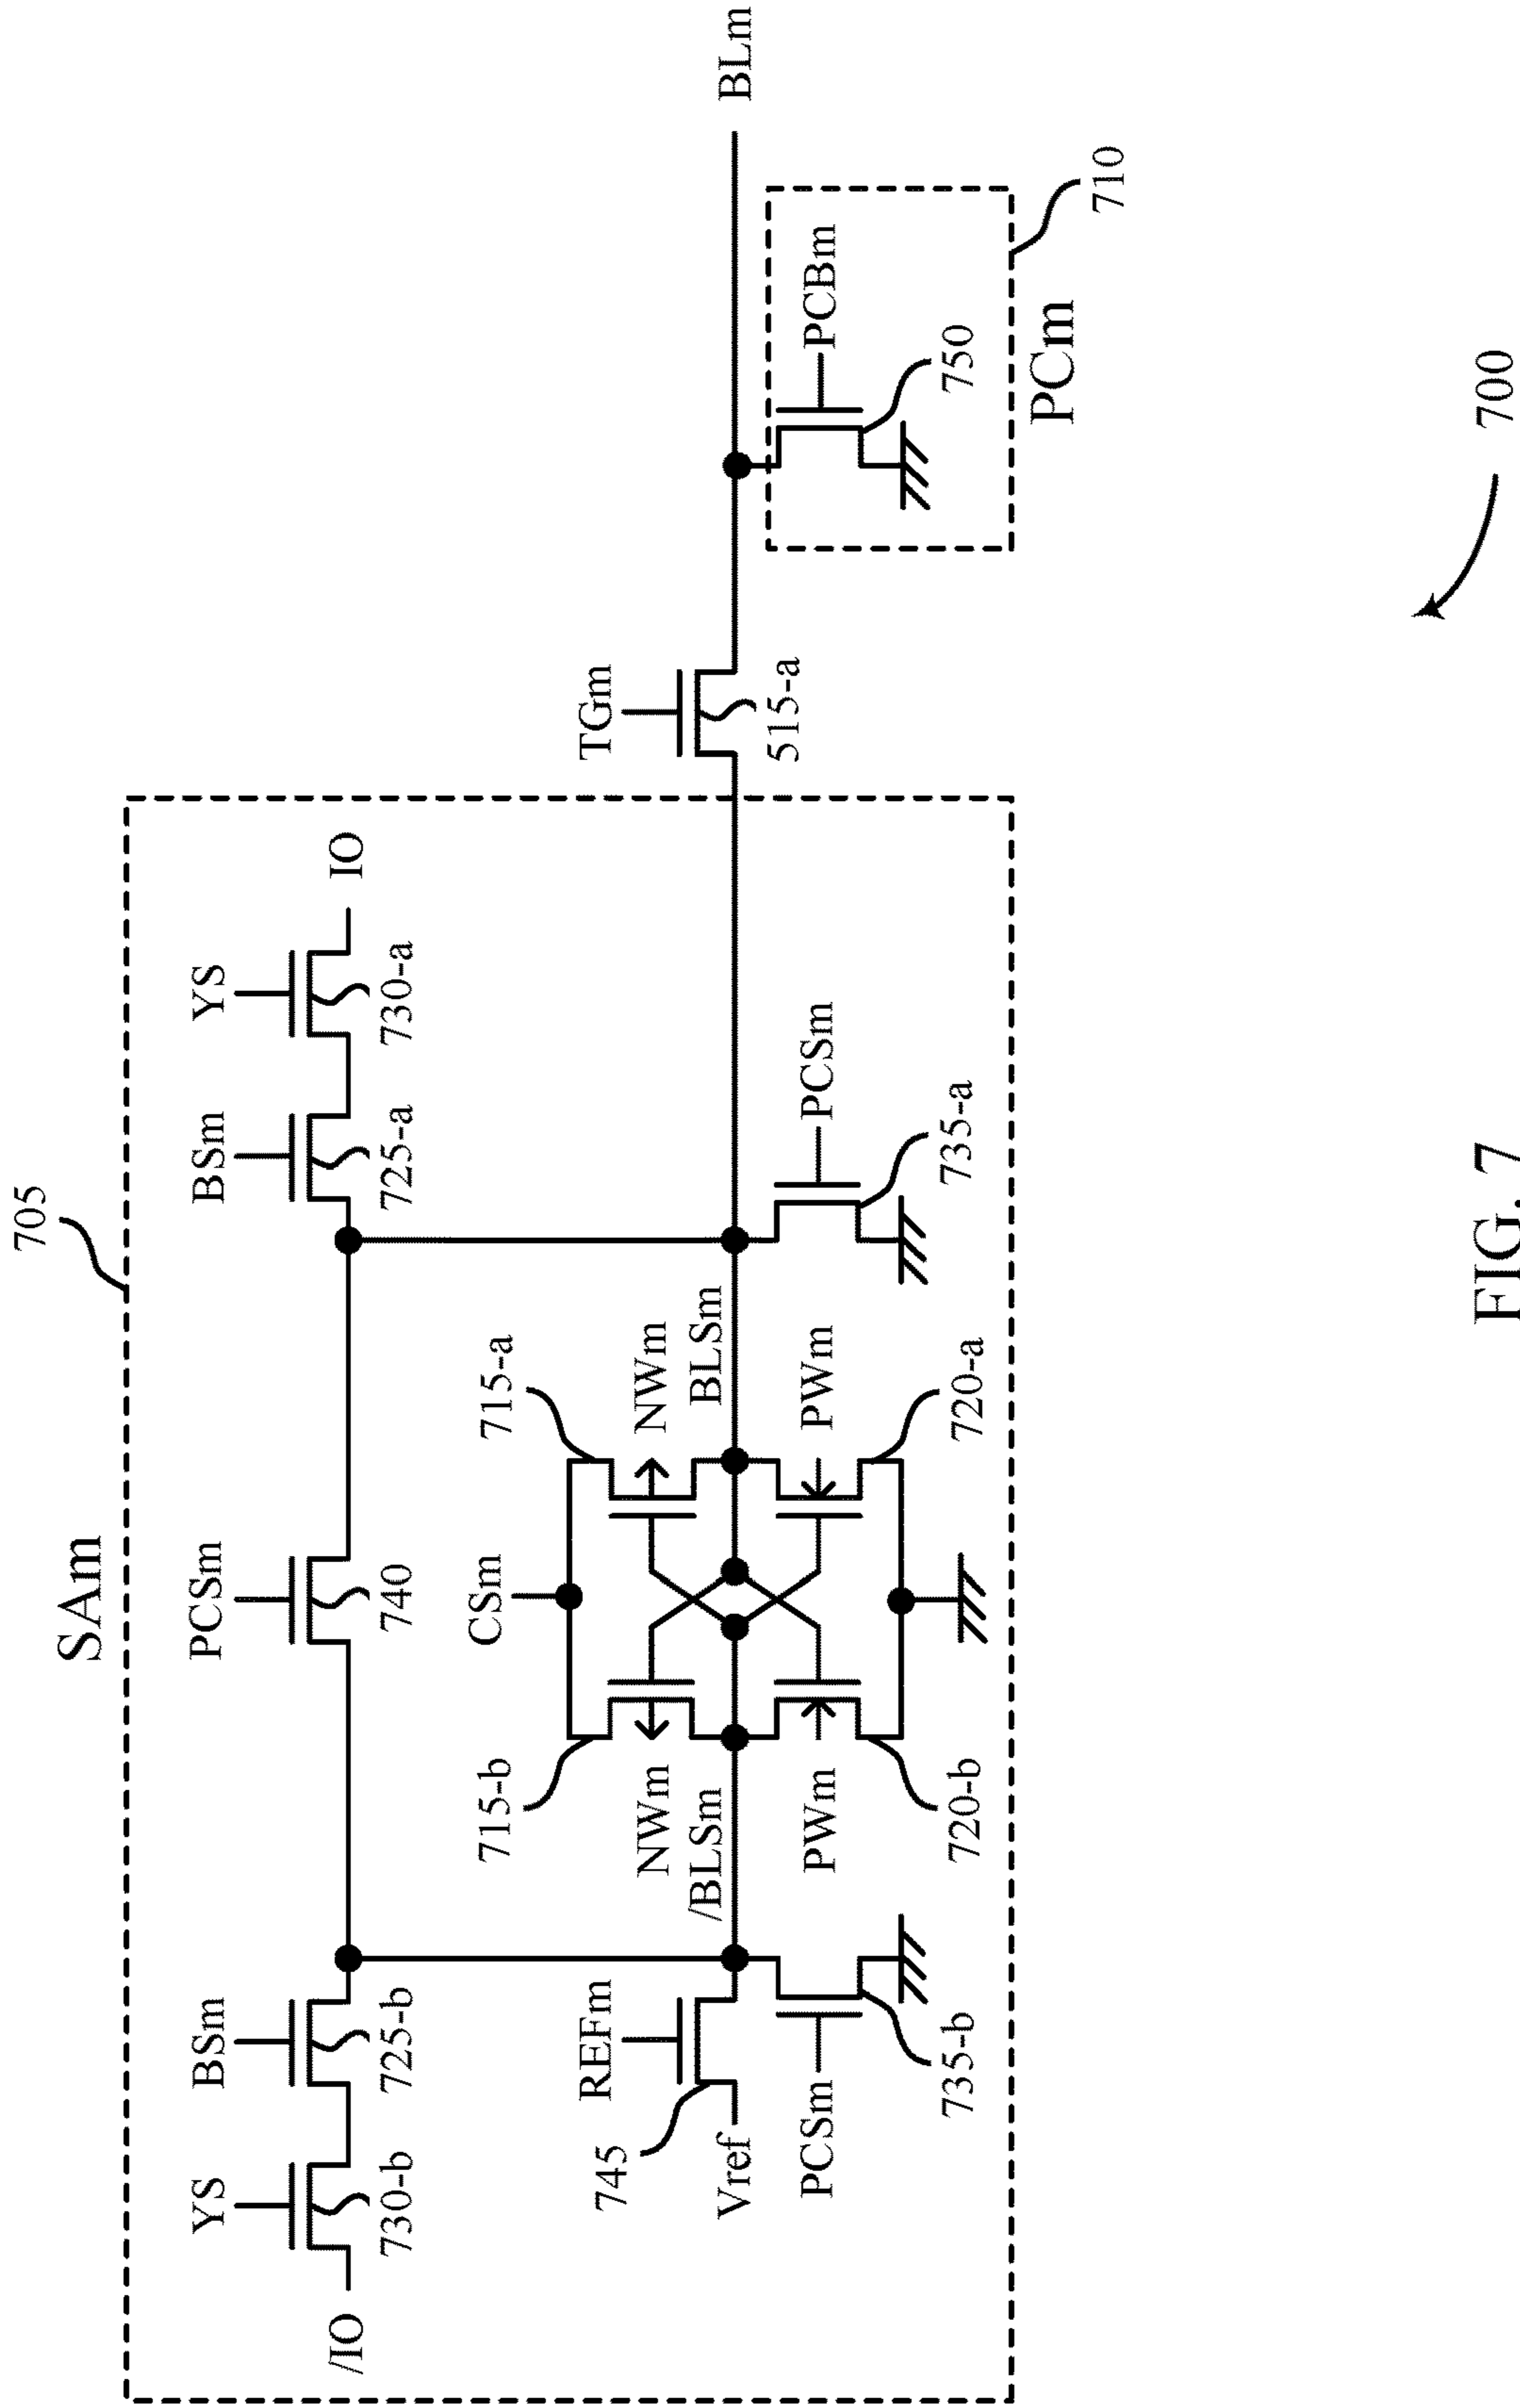 SAm
705
/IO
YS
730-b
BSm
725-b
PCSm
740
BSm
725-a
YS
730-a
IO
CSm
715-b
715-a
NWm
NWm
REFm
745
Vref
/BLSm
BLSm
TGm
515-a
BLm
PCSm
735-b
PWm
PWm
720-b
720-a
PCSm
735-a
PCBm
750
PCm
710
700
FIG. 7